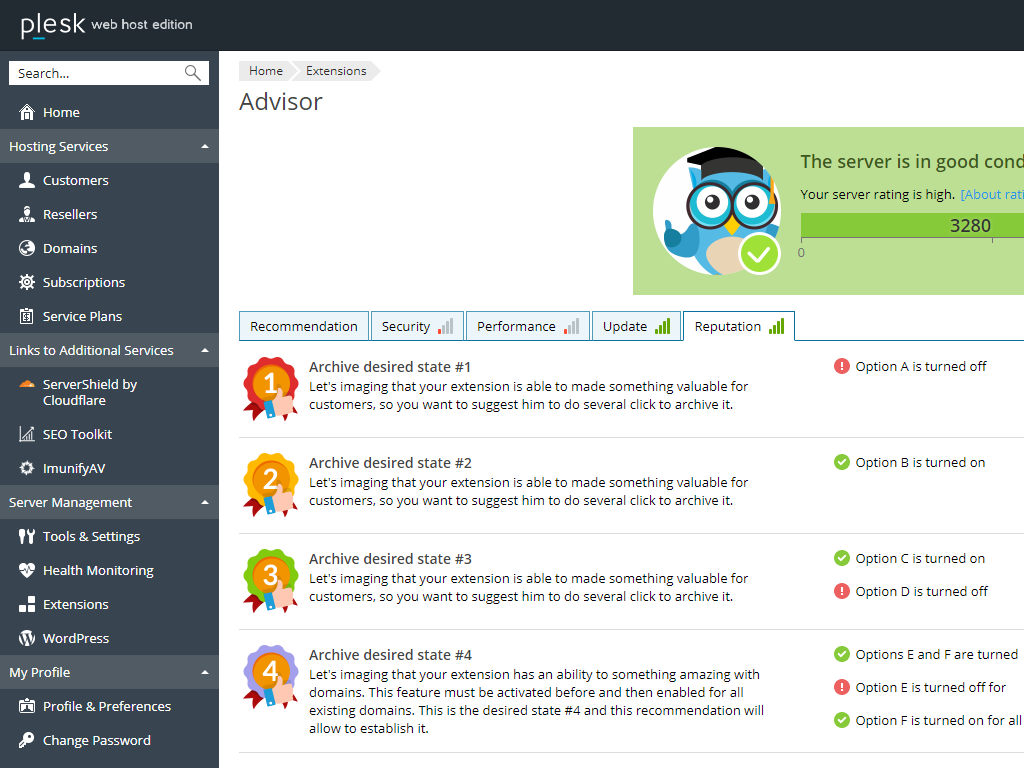 plesk web host edition
Search...
Home
Hosting Services
Customers
Resellers
Domains
Subscriptions
Service Plans
Links to Additional Services
ServerShield by
Cloudflare
SEO Toolkit
ImunifyAV
Server Management
Tools & Settings
Health Monitoring
Extensions
WordPress
My Profile
Profile & Preferences
Change Password
Home Extensions
Advisor
The server is in good cond
Your server rating is high. [About rati
3280
0
Recommendation Security Performance Update Reputation
1
Archive desired state #1
Let's imaging that your extension is able to made something valuable for
customers, so you want to suggest him to do several click to archive it.
Option A is turned off
2
Archive desired state #2
Let's imaging that your extension is able to made something valuable for
customers, so you want to suggest him to do several click to archive it.
Option B is turned on
3
Archive desired state #3
Let's imaging that your extension is able to made something valuable for
customers, so you want to suggest him to do several click to archive it.
Option C is turned on
Option D is turned off
4
Archive desired state #4
Let's imaging that your extension has an ability to something amazing with
domains. This feature must be activated before and then enabled for all
existing domains. This is the desired state #4 and this recommendation will
allow to establish it.
Options E and F are turned
Option E is turned off for
Option F is turned on for all